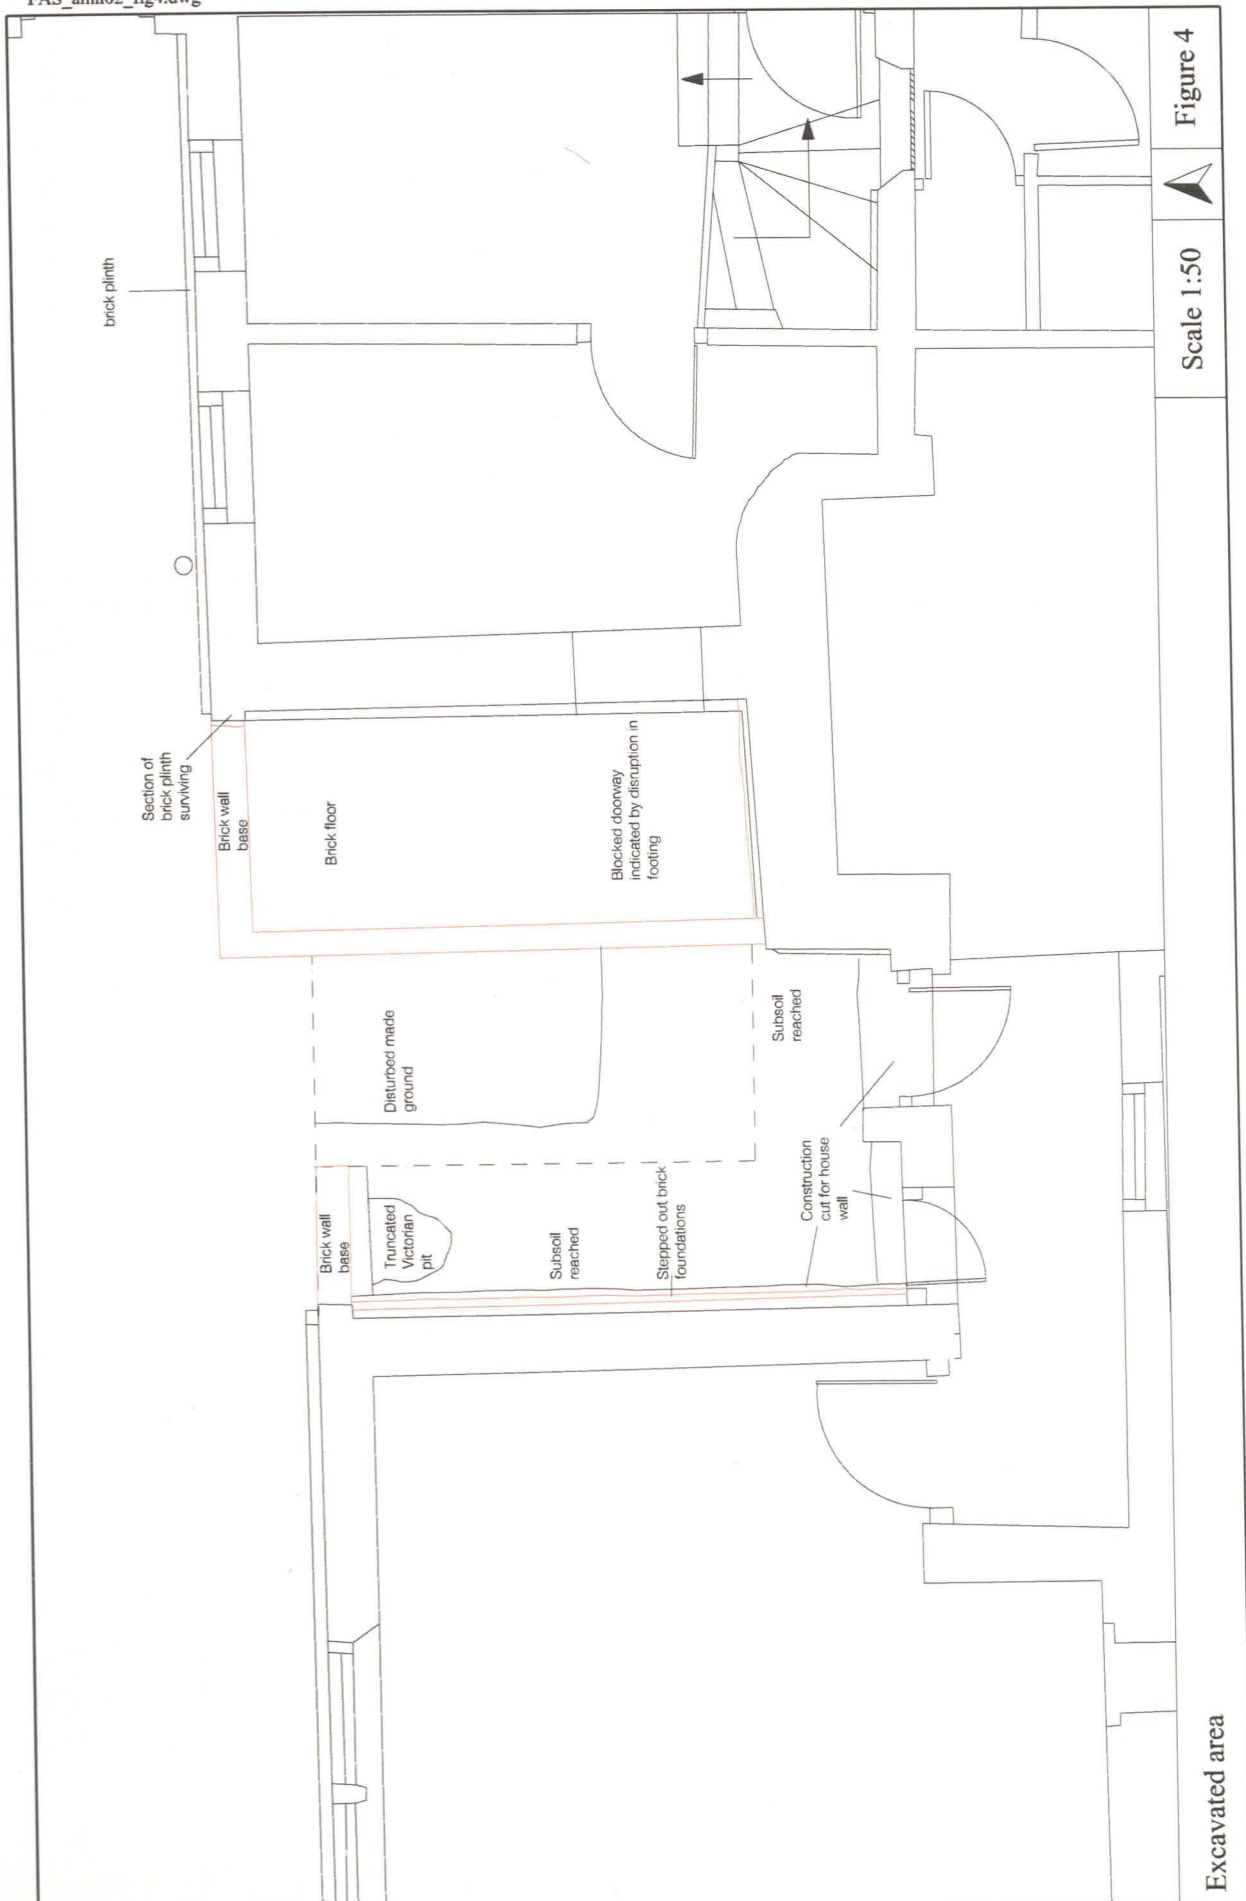 brick plinth
Section of
brick plinth
surviving
Brick wall
base
Brick floor
Blocked doorway
indicated by disruption in
footing
Disturbed made
ground
Subsoil
reached
Brick wall
base
Truncated
Victorian
pit
Subsoil
reached
Stepped out brick
foundations
Construction
cut for house
wall
Excavated area
Scale 1:50
Figure 4